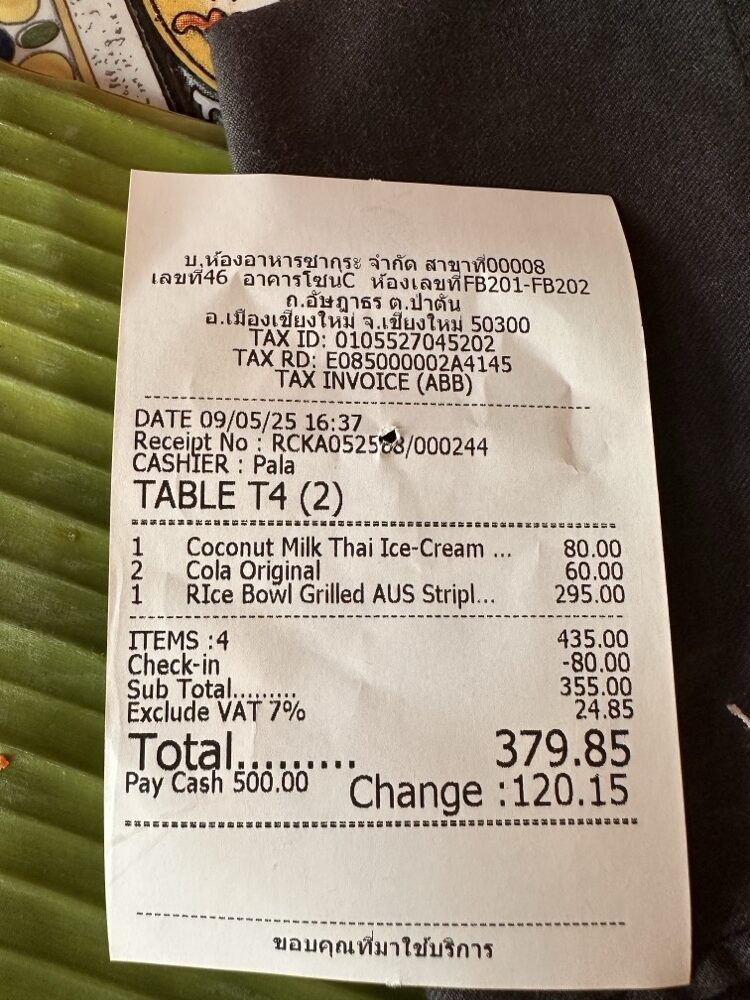 บ.ห้องอาหารซากุระ จำกัด สาขาที่00008
เลขที่46 อาคารโซนC ห้องเลขที่FB201-FB202
ถ.อัษฎาธร ต.ป่าตัน
อ.เมืองเชียงใหม่ จ.เชียงใหม่ 50300
TAX ID: 0105527045202
TAX RD: E085000002A4145
TAX INVOICE (ABB)
DATE 09/05/25 16:37
Receipt No : RCKA052568/000244
CASHIER : Pala
TABLE T4 (2)
1 Coconut Milk Thai Ice-Cream ... 80.00
2 Cola Original 60.00
1 RIce Bowl Grilled AUS Stripl... 295.00
ITEMS :4 435.00
Check-in -80.00
Sub Total......... 355.00
Exclude VAT 7% 24.85
Total......... 379.85
Pay Cash 500.00 Change :120.15
ขอบคุณที่มาใช้บริการ